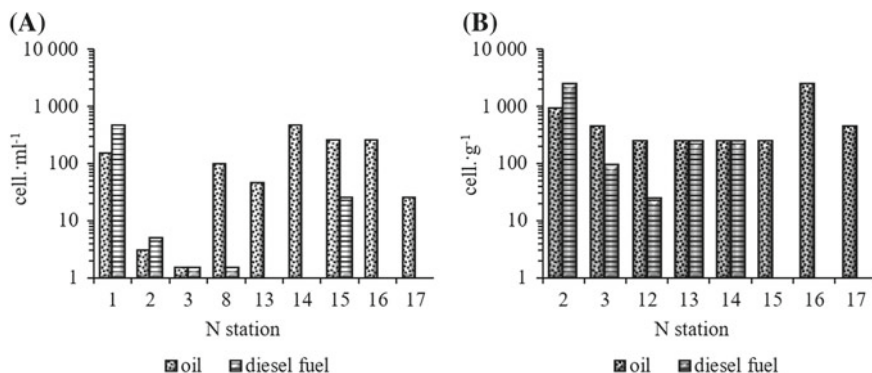 (A)
cell.·ml-1
10 000
1 000
100
10
1
1 2 3 8 13 14 15 16 17
N station
oil diesel fuel
(B)
cell.·g-1
10 000
1 000
100
10
1
2 3 12 13 14 15 16 17
N station
oil diesel fuel